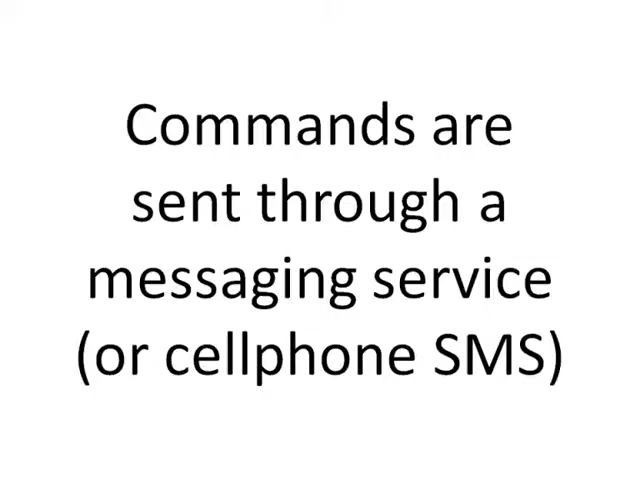 Commands are
sent through a
messaging service
(or cellphone SMS)